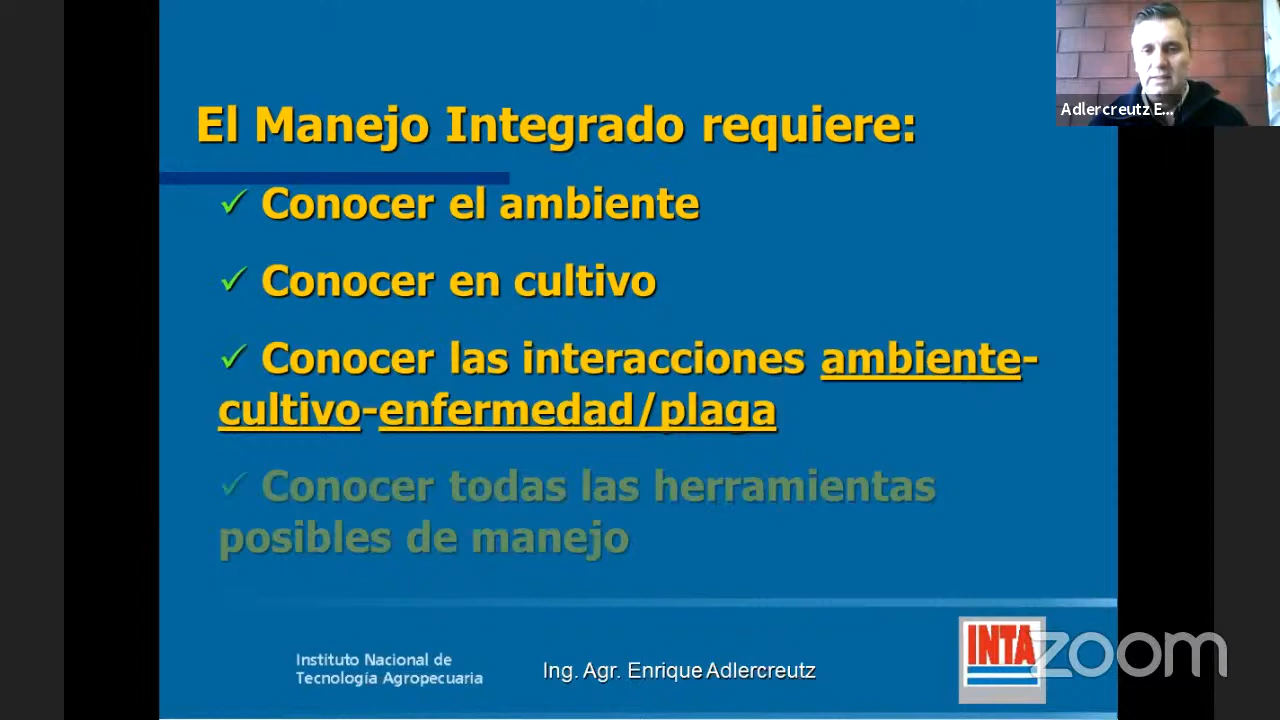 El Manejo Integrado requiere:
Adlercreutz E...
✓ Conocer el ambiente
✓ Conocer en cultivo
✓ Conocer las interacciones ambiente-
cultivo-enfermedad/plaga
✓ Conocer todas las herramientas
posibles de manejo
Instituto Nacional de
Tecnología Agropecuaria
Ing. Agr. Enrique Adlercreutz
INTA
zoom